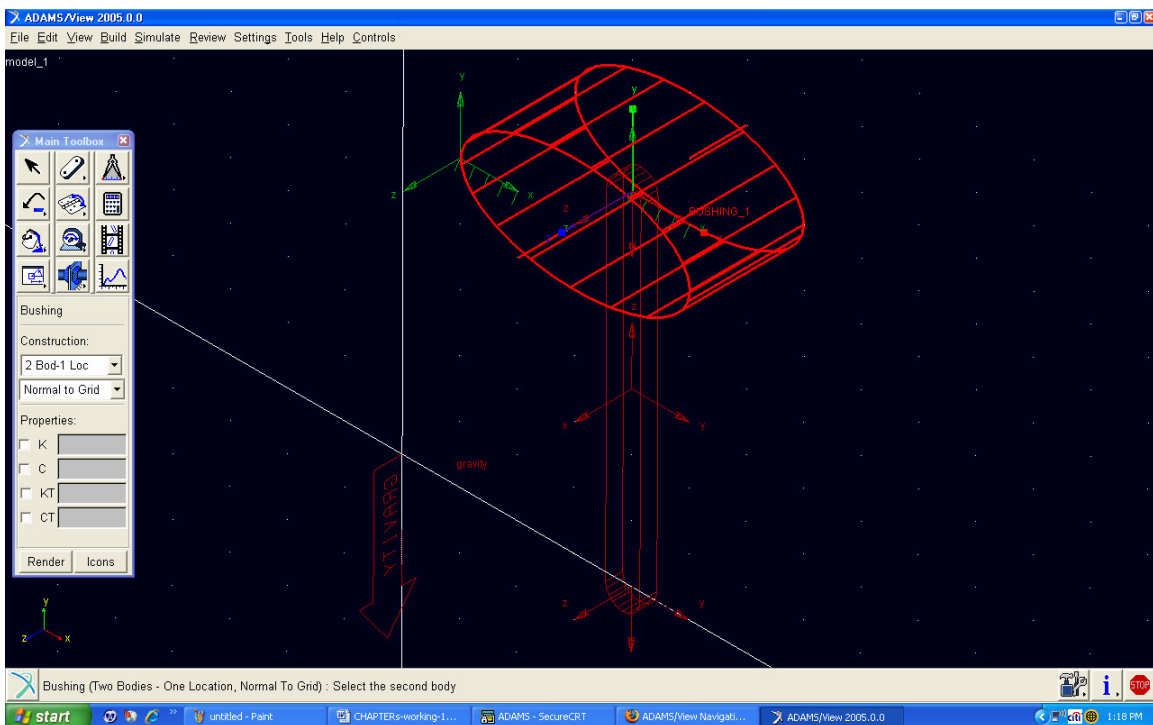 ADAMS/View 2005.0.0
File Edit View Build Simulate Review Settings Tools Help Controls
model_1
Main Toolbox
y
y
z
x
z
z
x
BUSHING_1
z
x
y
Bushing
Construction:
2 Bod-1 Loc
Normal to Grid
Properties:
K
C
KT
CT
Render Icons
gravity
GRAVITY
z
y
y
z
x
Bushing (Two Bodies - One Location, Normal To Grid) : Select the second body
i
STOP
start
untitled - Paint
CHAPTERs-working-1...
ADAMS - SecureCRT
ADAMS/View Navigati...
ADAMS/View 2005.0.0
1:18 PM